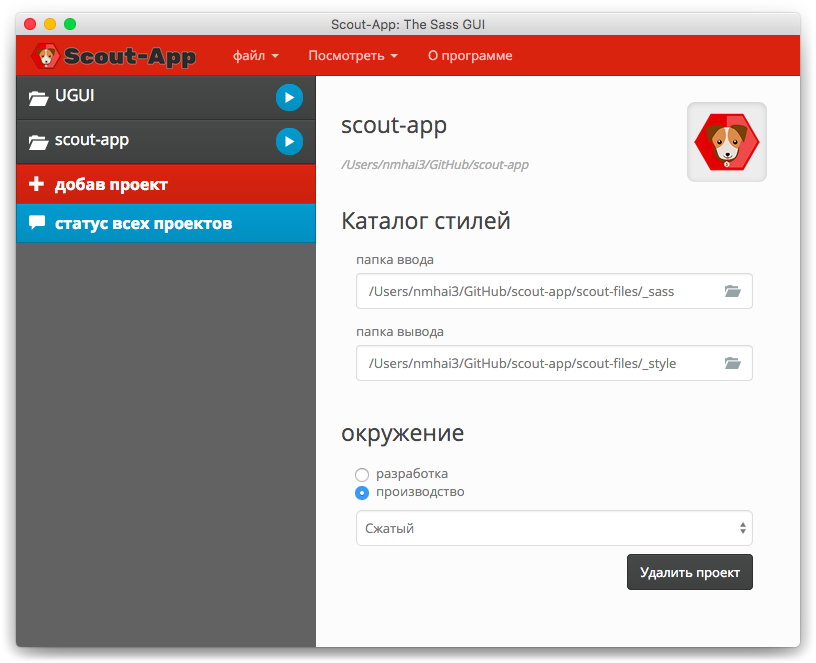 Scout-App: The Sass GUI
Scout-App файл Посмотреть О программе
UGUI
scout-app
добав проект
статус всех проектов
scout-app
/Users/nmhai3/GitHub/scout-app
Каталог стилей
папка ввода
/Users/nmhai3/GitHub/scout-app/scout-files/_sass
папка вывода
/Users/nmhai3/GitHub/scout-app/scout-files/_style
окружение
разработка
производство
Сжатый
Удалить проект